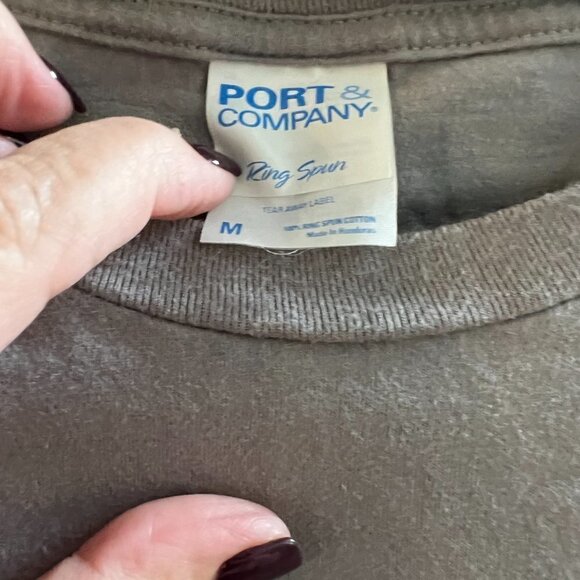 PORT &
COMPANY®
Ring Spun
TEAR AWAY LABEL
M
100% RING SPUN COTTON
Made In Honduras